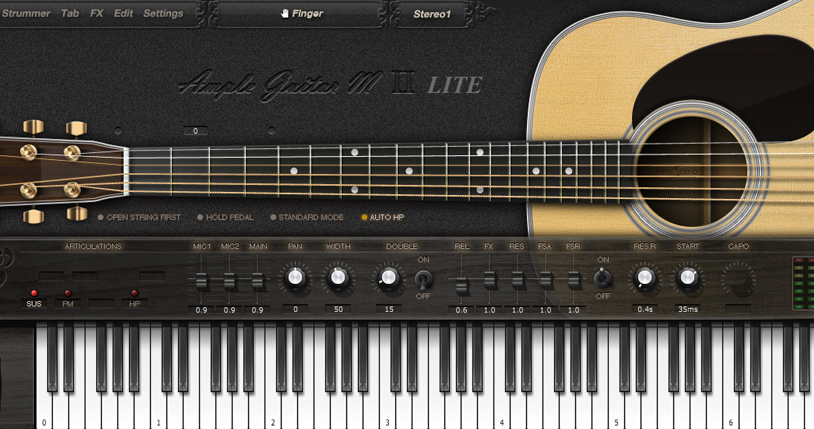 Strummer Tab FX Edit Settings Finger Stereo1
Ample Guitar M II LITE
0
OPEN STRING FIRST HOLD PEDAL STANDARD MODE AUTO HP
ARTICULATIONS MIC1 MIC2 MAIN PAN WIDTH DOUBLE REL FX RES FSA FSR RES.R START CAPO
ON ON
OFF OFF
SUS PM HP
0.9 0.9 0.9 0 50 15 0.6 1.0 1.0 1.0 1.0 0.4s 35ms
0 1 2 3 4 5 6